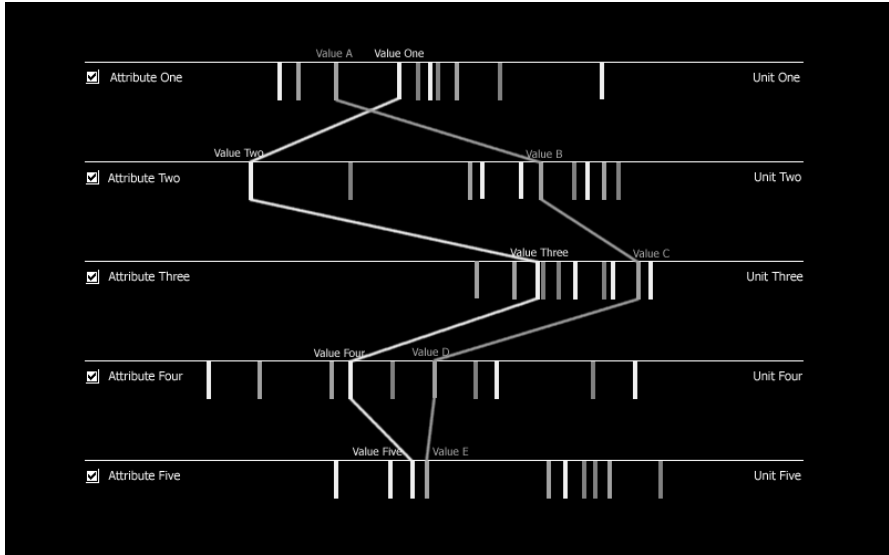 Value A Value One
Attribute One Unit One
Value Two Value B
Attribute Two Unit Two
Value Three Value C
Attribute Three Unit Three
Value Four Value D
Attribute Four Unit Four
Value Five Value E
Attribute Five Unit Five